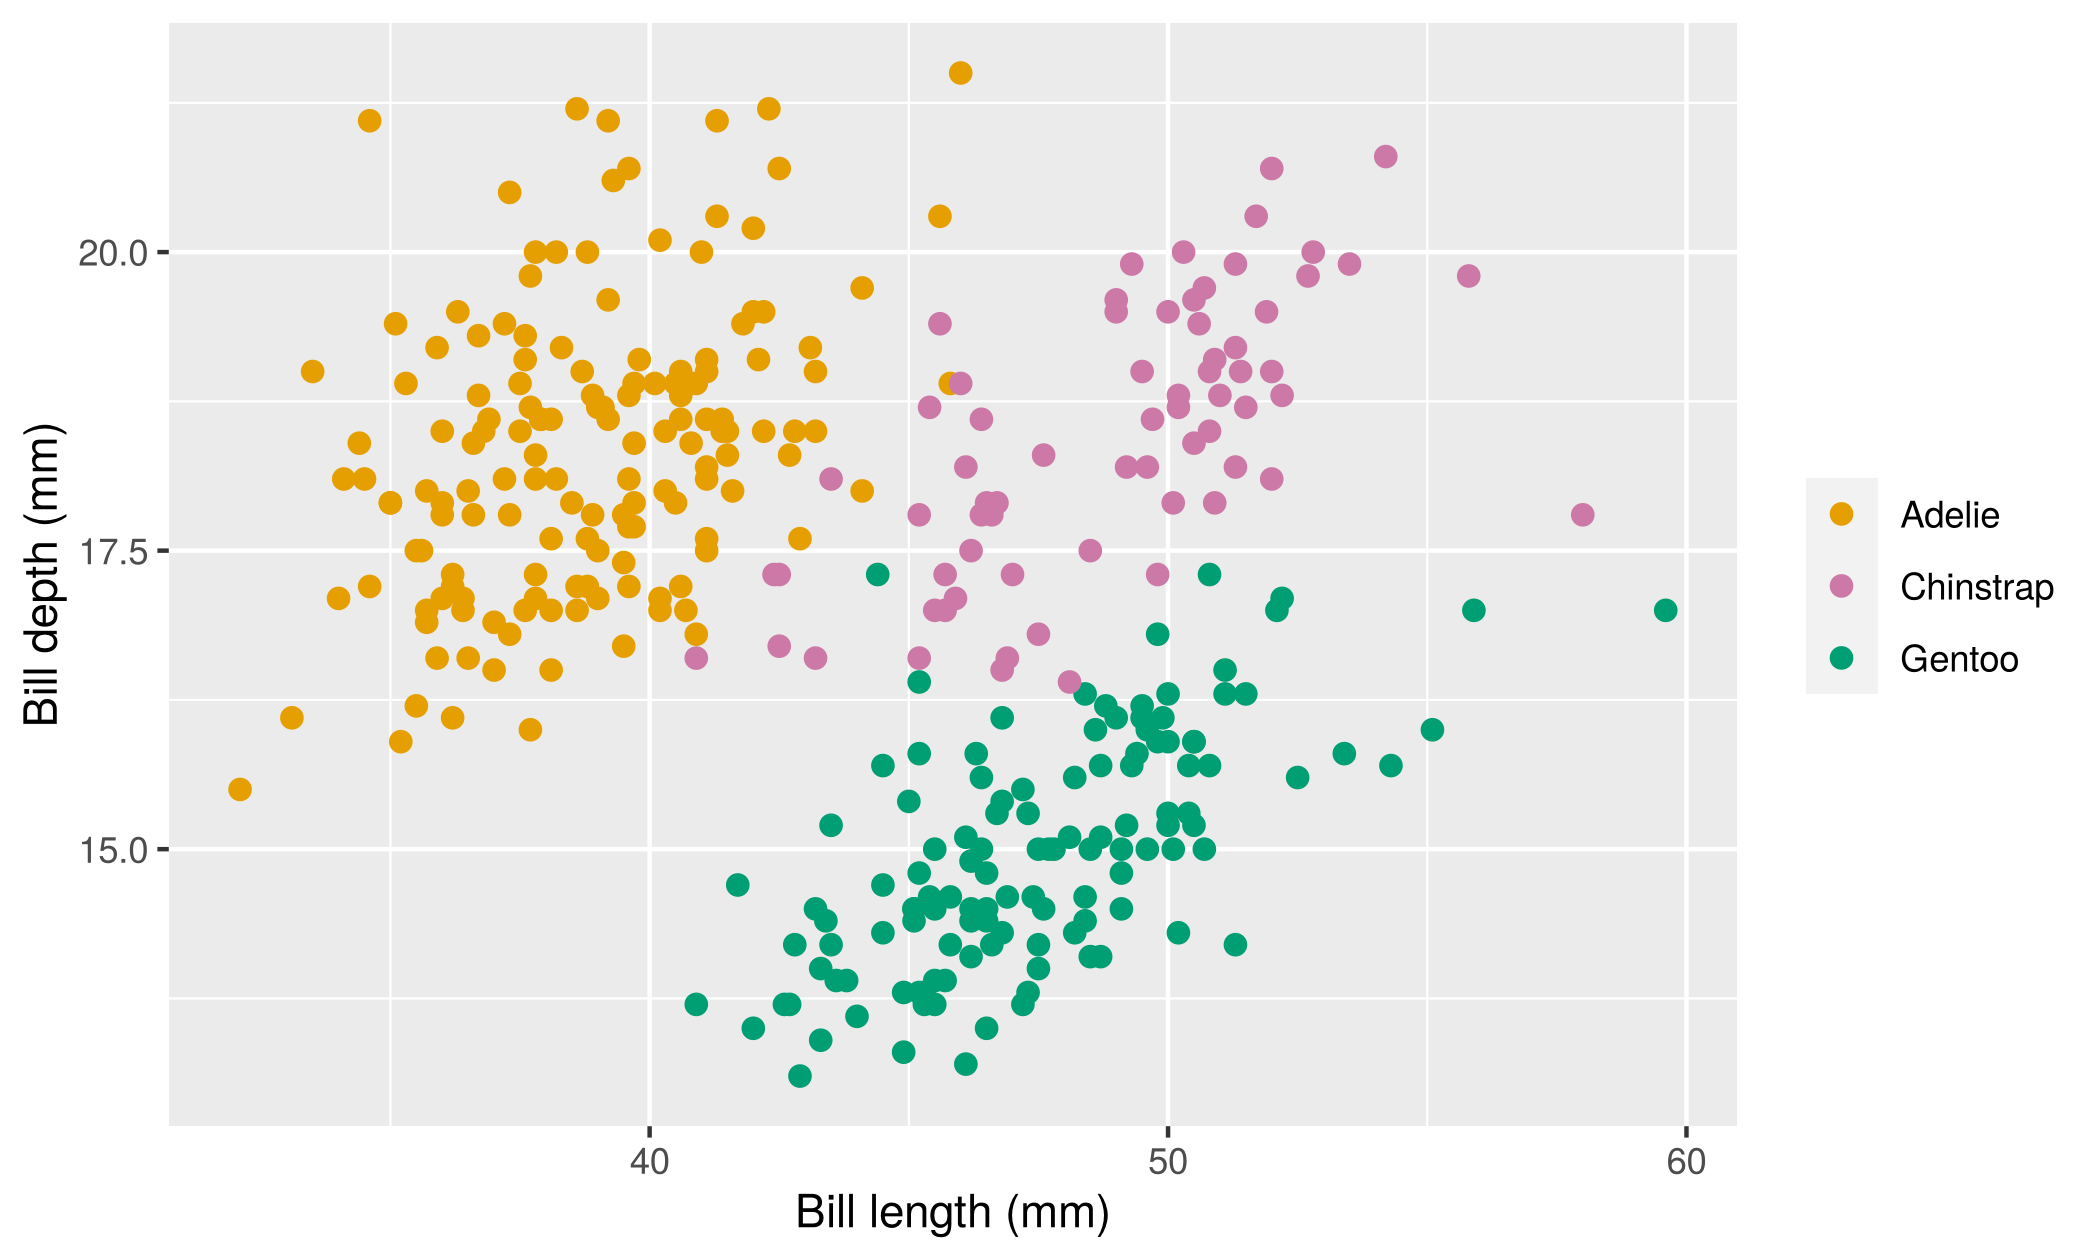 Bill depth (mm)
20.0
17.5
15.0
40
50
60
Bill length (mm)
Adelie
Chinstrap
Gentoo